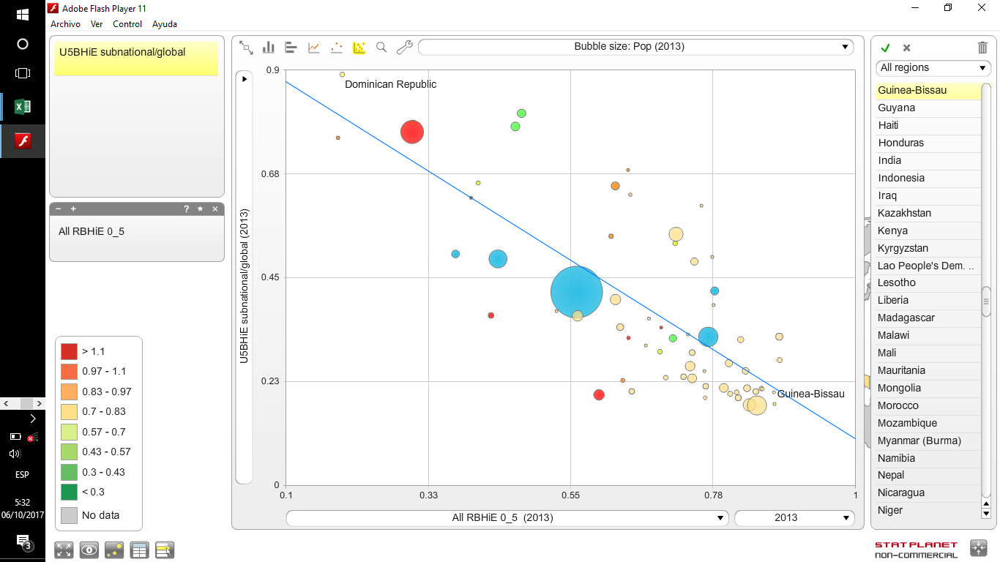 Adobe Flash Player 11
Archivo Ver Control Ayuda
U5BHiE subnational/global
− + ? ★ ×
All RBHiE 0_5
> 1.1
0.97 - 1.1
0.83 - 0.97
0.7 - 0.83
0.57 - 0.7
0.43 - 0.57
0.3 - 0.43
< 0.3
No data
Bubble size: Pop (2013)
U5BHiE subnational/global (2013)
0.9
0.68
0.45
0.23
0
Dominican Republic
Guinea-Bissau
0.1 0.33 0.55 0.78 1
All RBHiE 0_5 (2013)
2013
All regions
Guinea-Bissau
Guyana
Haiti
Honduras
India
Indonesia
Iraq
Kazakhstan
Kenya
Kyrgyzstan
Lao People's Dem. ..
Lesotho
Liberia
Madagascar
Malawi
Mali
Mauritania
Mongolia
Morocco
Mozambique
Myanmar (Burma)
Namibia
Nepal
Nicaragua
Niger
STATPLANET
NON-COMMERCIAL
ESP
5:32
06/10/2017
3